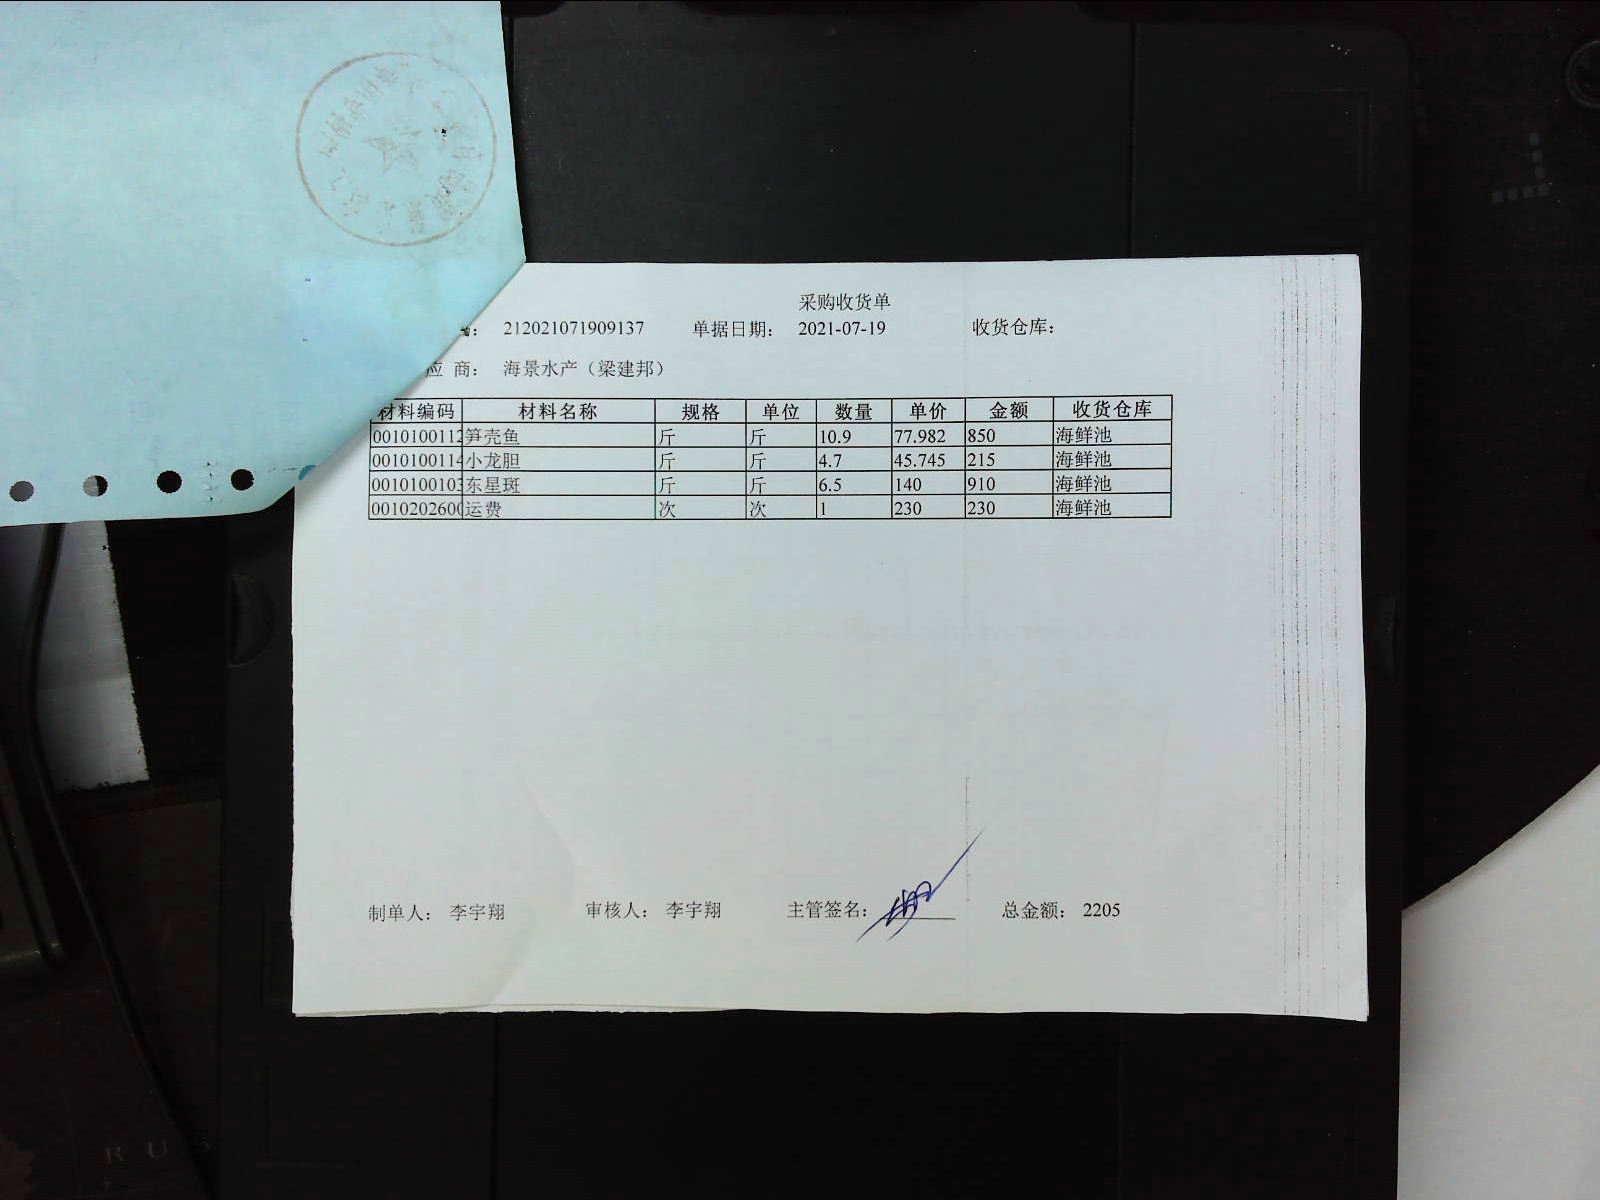 采购收货单
212021071909137 单据日期: 2021-07-19 收货仓库:
应 商: 海景水产(梁建邦)
材料编码 材料名称 规格 单位 数量 单价 金额 收货仓库
0010100112 笋壳鱼 斤 斤 10.9 77.982 850 海鲜池
0010100114 小龙胆 斤 斤 4.7 45.745 215 海鲜池
0010100103 东星斑 斤 斤 6.5 140 910 海鲜池
0010202600 运费 次 次 1 230 230 海鲜池
制单人: 李宇翔 审核人: 李宇翔 主管签名: 总金额: 2205